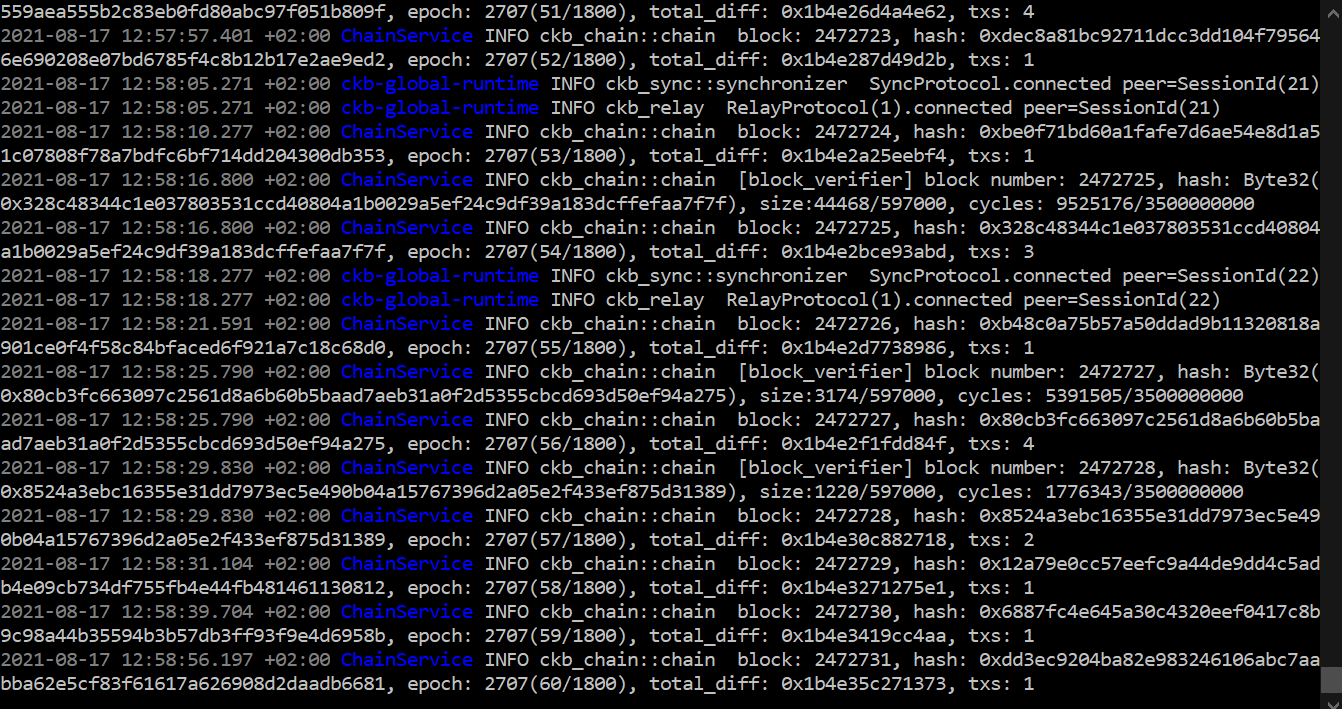 559aea555b2c83eb0fd80abc97f051b809f, epoch: 2707(51/1800), total_diff: 0x1b4e26d4a4e62, txs: 4
2021-08-17 12:57:57.401 +02:00 ChainService INFO ckb_chain::chain  block: 2472723, hash: 0xdec8a81bc92711dcc3dd104f79564
6e690208e07bd6785f4c8b12b17e2ae9ed2, epoch: 2707(52/1800), total_diff: 0x1b4e287d49d2b, txs: 1
2021-08-17 12:58:05.271 +02:00 ckb-global-runtime INFO ckb_sync::synchronizer  SyncProtocol.connected peer=SessionId(21)
2021-08-17 12:58:05.271 +02:00 ckb-global-runtime INFO ckb_relay  RelayProtocol(1).connected peer=SessionId(21)
2021-08-17 12:58:10.277 +02:00 ChainService INFO ckb_chain::chain  block: 2472724, hash: 0xbe0f71bd60a1fafe7d6ae54e8d1a5
1c07808f78a7bdfc6bf714dd204300db353, epoch: 2707(53/1800), total_diff: 0x1b4e2a25eebf4, txs: 1
2021-08-17 12:58:16.800 +02:00 ChainService INFO ckb_chain::chain  [block_verifier] block number: 2472725, hash: Byte32(
0x328c48344c1e037803531ccd40804a1b0029a5ef24c9df39a183dcffefaa7f7f), size:44468/597000, cycles: 9525176/3500000000
2021-08-17 12:58:16.800 +02:00 ChainService INFO ckb_chain::chain  block: 2472725, hash: 0x328c48344c1e037803531ccd40804
a1b0029a5ef24c9df39a183dcffefaa7f7f, epoch: 2707(54/1800), total_diff: 0x1b4e2bce93abd, txs: 3
2021-08-17 12:58:18.277 +02:00 ckb-global-runtime INFO ckb_sync::synchronizer  SyncProtocol.connected peer=SessionId(22)
2021-08-17 12:58:18.277 +02:00 ckb-global-runtime INFO ckb_relay  RelayProtocol(1).connected peer=SessionId(22)
2021-08-17 12:58:21.591 +02:00 ChainService INFO ckb_chain::chain  block: 2472726, hash: 0xb48c0a75b57a50ddad9b11320818a
901ce0f4f58c84bfaced6f921a7c18c68d0, epoch: 2707(55/1800), total_diff: 0x1b4e2d7738986, txs: 1
2021-08-17 12:58:25.790 +02:00 ChainService INFO ckb_chain::chain  [block_verifier] block number: 2472727, hash: Byte32(
0x80cb3fc663097c2561d8a6b60b5baad7aeb31a0f2d5355cbcd693d50ef94a275), size:3174/597000, cycles: 5391505/3500000000
2021-08-17 12:58:25.790 +02:00 ChainService INFO ckb_chain::chain  block: 2472727, hash: 0x80cb3fc663097c2561d8a6b60b5ba
ad7aeb31a0f2d5355cbcd693d50ef94a275, epoch: 2707(56/1800), total_diff: 0x1b4e2f1fdd84f, txs: 4
2021-08-17 12:58:29.830 +02:00 ChainService INFO ckb_chain::chain  [block_verifier] block number: 2472728, hash: Byte32(
0x8524a3ebc16355e31dd7973ec5e490b04a15767396d2a05e2f433ef875d31389), size:1220/597000, cycles: 1776343/3500000000
2021-08-17 12:58:29.830 +02:00 ChainService INFO ckb_chain::chain  block: 2472728, hash: 0x8524a3ebc16355e31dd7973ec5e49
0b04a15767396d2a05e2f433ef875d31389, epoch: 2707(57/1800), total_diff: 0x1b4e30c882718, txs: 2
2021-08-17 12:58:31.104 +02:00 ChainService INFO ckb_chain::chain  block: 2472729, hash: 0x12a79e0cc57eefc9a44de9dd4c5ad
b4e09cb734df755fb4e44fb481461130812, epoch: 2707(58/1800), total_diff: 0x1b4e3271275e1, txs: 1
2021-08-17 12:58:39.704 +02:00 ChainService INFO ckb_chain::chain  block: 2472730, hash: 0x6887fc4e645a30c4320eef0417c8b
9c98a44b35594b3b57db3ff93f9e4d6958b, epoch: 2707(59/1800), total_diff: 0x1b4e3419cc4aa, txs: 1
2021-08-17 12:58:56.197 +02:00 ChainService INFO ckb_chain::chain  block: 2472731, hash: 0xdd3ec9204ba82e983246106abc7aa
bba62e5cf83f61617a626908d2daadb6681, epoch: 2707(60/1800), total_diff: 0x1b4e35c271373, txs: 1